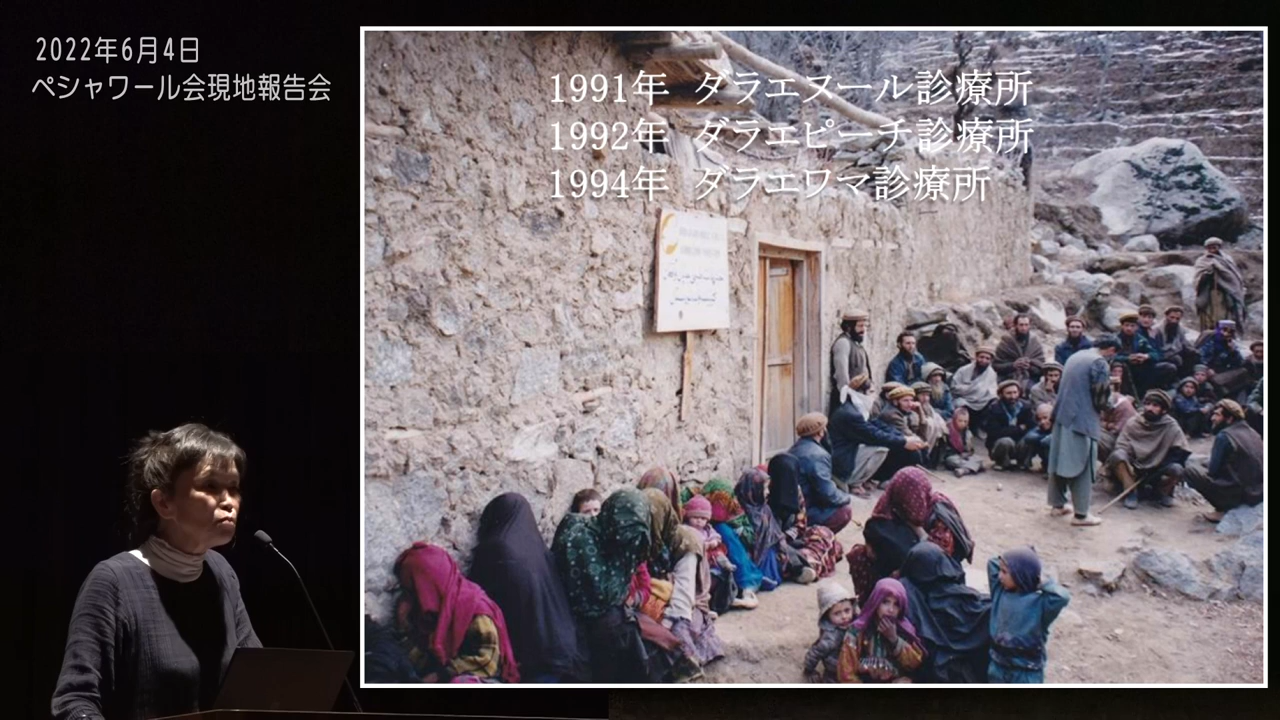 2022年6月4日
ペシャワール会現地報告会
1991年 ダラエヌール診療所
1992年 ダラエピーチ診療所
1994年 ダラエワマ診療所